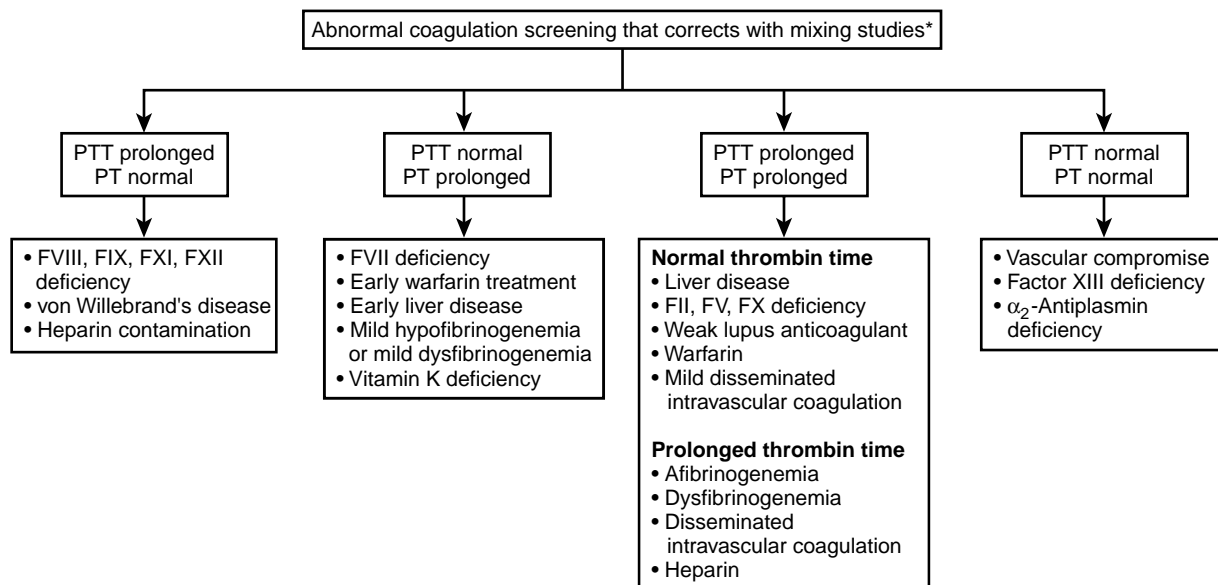 Abnormal coagulation screening that corrects with mixing studies*
PTT prolonged
PT normal
PTT normal
PT prolonged
PTT prolonged
PT prolonged
PTT normal
PT normal
• FVIII, FIX, FXI, FXII
deficiency
• von Willebrand's disease
• Heparin contamination
• FVII deficiency
• Early warfarin treatment
• Early liver disease
• Mild hypofibrinogenemia
or mild dysfibrinogenemia
• Vitamin K deficiency
Normal thrombin time
• Liver disease
• FII, FV, FX deficiency
• Weak lupus anticoagulant
• Warfarin
• Mild disseminated
intravascular coagulation
Prolonged thrombin time
• Afibrinogenemia
• Dysfibrinogenemia
• Disseminated
intravascular coagulation
• Heparin
• Vascular compromise
• Factor XIII deficiency
• α₂-Antiplasmin
deficiency